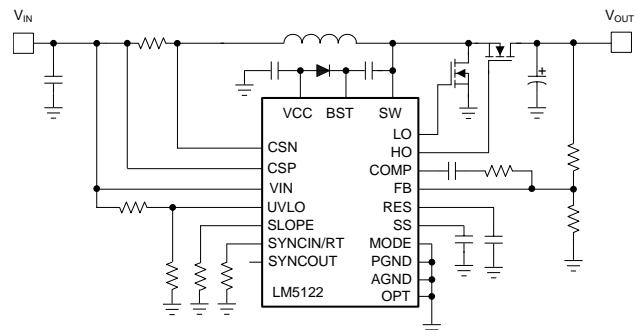 VIN
VOUT
+
VCC BST SW
LO
HO
CSN
COMP
CSP
FB
VIN
RES
UVLO
SS
SLOPE
MODE
SYNCIN/RT
PGND
SYNCOUT
AGND
LM5122
OPT